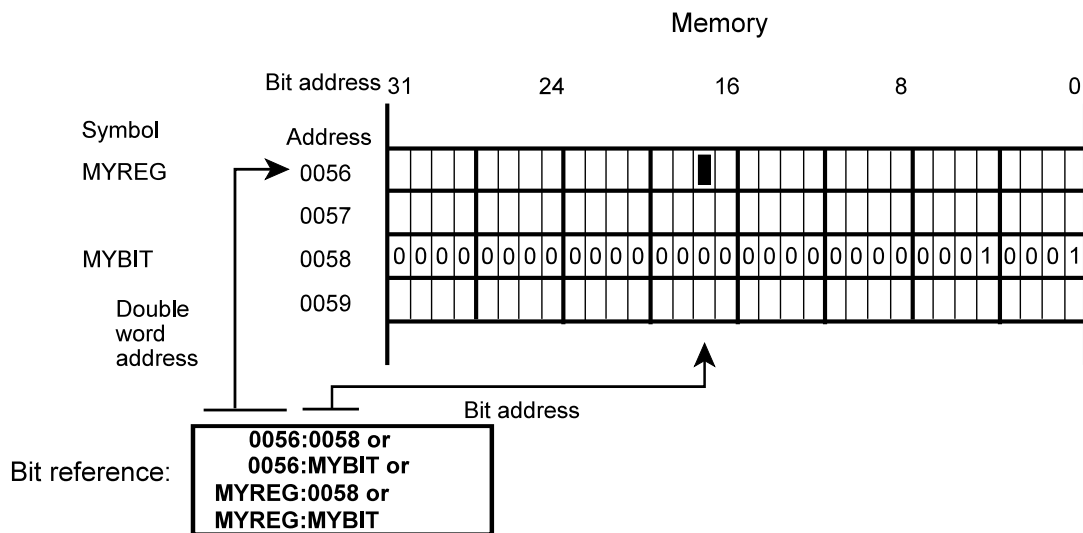 Memory
Bit address 31 24 16 8 0
Symbol Address
MYREG 0056
0057
MYBIT 0058 0 0 0 0 0 0 0 0 0 0 0 0 0 0 0 0 0 0 0 0 0 0 0 0 0 0 0 1 0 0 0 1
0059
Double
word
address
Bit address
Bit reference:
0056:0058 or
0056:MYBIT or
MYREG:0058 or
MYREG:MYBIT